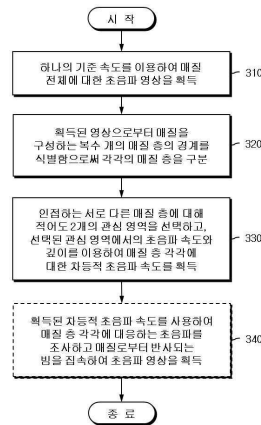 시 작
하나의 기준 속도를 이용하여 매질
전체에 대한 초음파 영상을 획득
310
획득된 영상으로부터 매질을
구성하는 복수 개의 매질 층의 경계를
식별함으로써 각각의 매질 층을 구분
320
인접하는 서로 다른 매질 층에 대해
적어도 2개의 관심 영역을 선택하고,
선택된 관심 영역에서의 초음파 속도와
깊이를 이용하여 매질 층 각각에
대한 차등적 초음파 속도를 획득
330
획득된 차등적 초음파 속도를 사용하여
매질 층 각각에 대응하는 초음파를
조사하고 매질로부터 반사되는
빔을 집속하여 초음파 영상을 획득
340
종 료